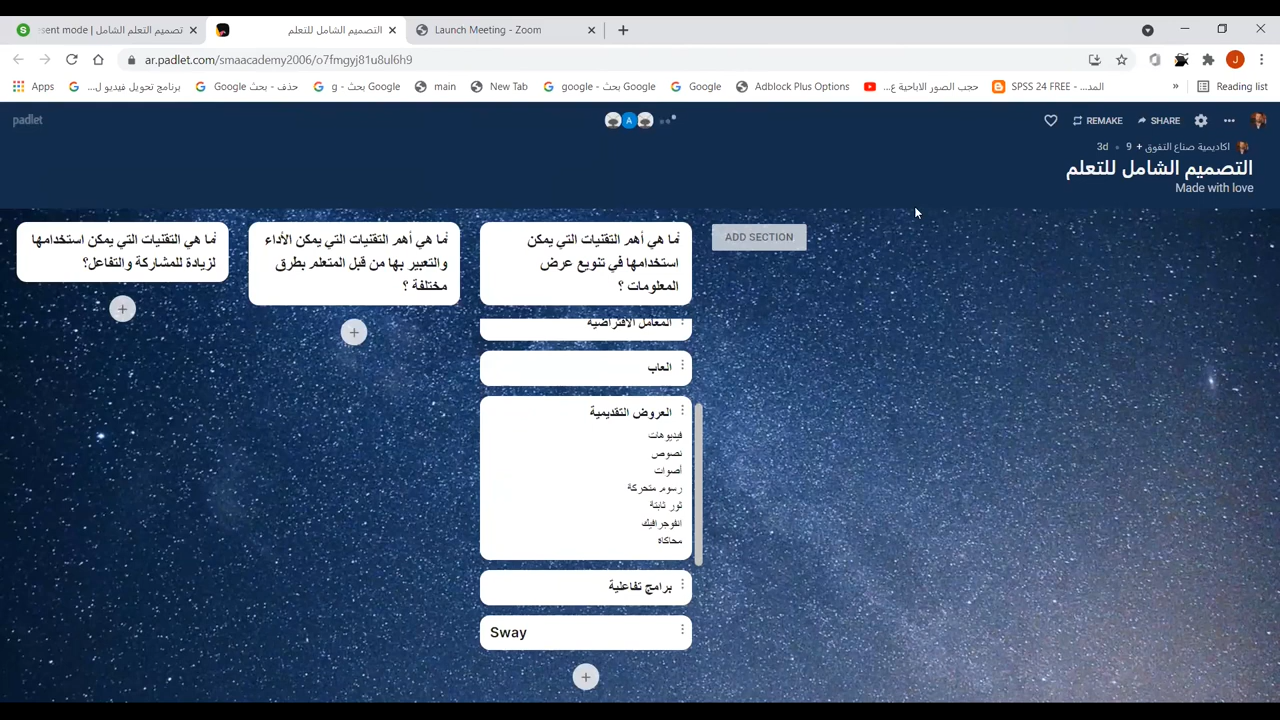 sent mode | تصميم التعلم الشامل
التصميم الشامل للتعلم
Launch Meeting - Zoom
ar.padlet.com/smaacademy2006/o7fmgyj81u8ul6h9
J
Apps
برنامج تحويل فيديو ل...
حذف - بحث Google
g - بحث Google
main
New Tab
google - بحث Google
Google
Adblock Plus Options
حجب الصور الاباحية ع...
SPSS 24 FREE - ...المد
»
Reading list
padlet
A
REMAKE
SHARE
اكاديمية صناع التفوق + 9 • 3d
التصميم الشامل للتعلم
Made with love
ما هي أهم التقنيات التي يمكن
استخدامها في تنويع عرض
المعلومات ؟
المعامل الافتراضية
العاب
العروض التقديمية
فيديوهات
نصوص
أصوات
رسوم متحركة
ثور ثابتة
انفوجرافيك
محاكاة
برامج تفاعلية
Sway
ما هي أهم التقنيات التي يمكن الأداء
والتعبير بها من قبل المتعلم بطرق
مختلفة ؟
ما هي التقنيات التي يمكن استخدامها
لزيادة للمشاركة والتفاعل؟
ADD SECTION